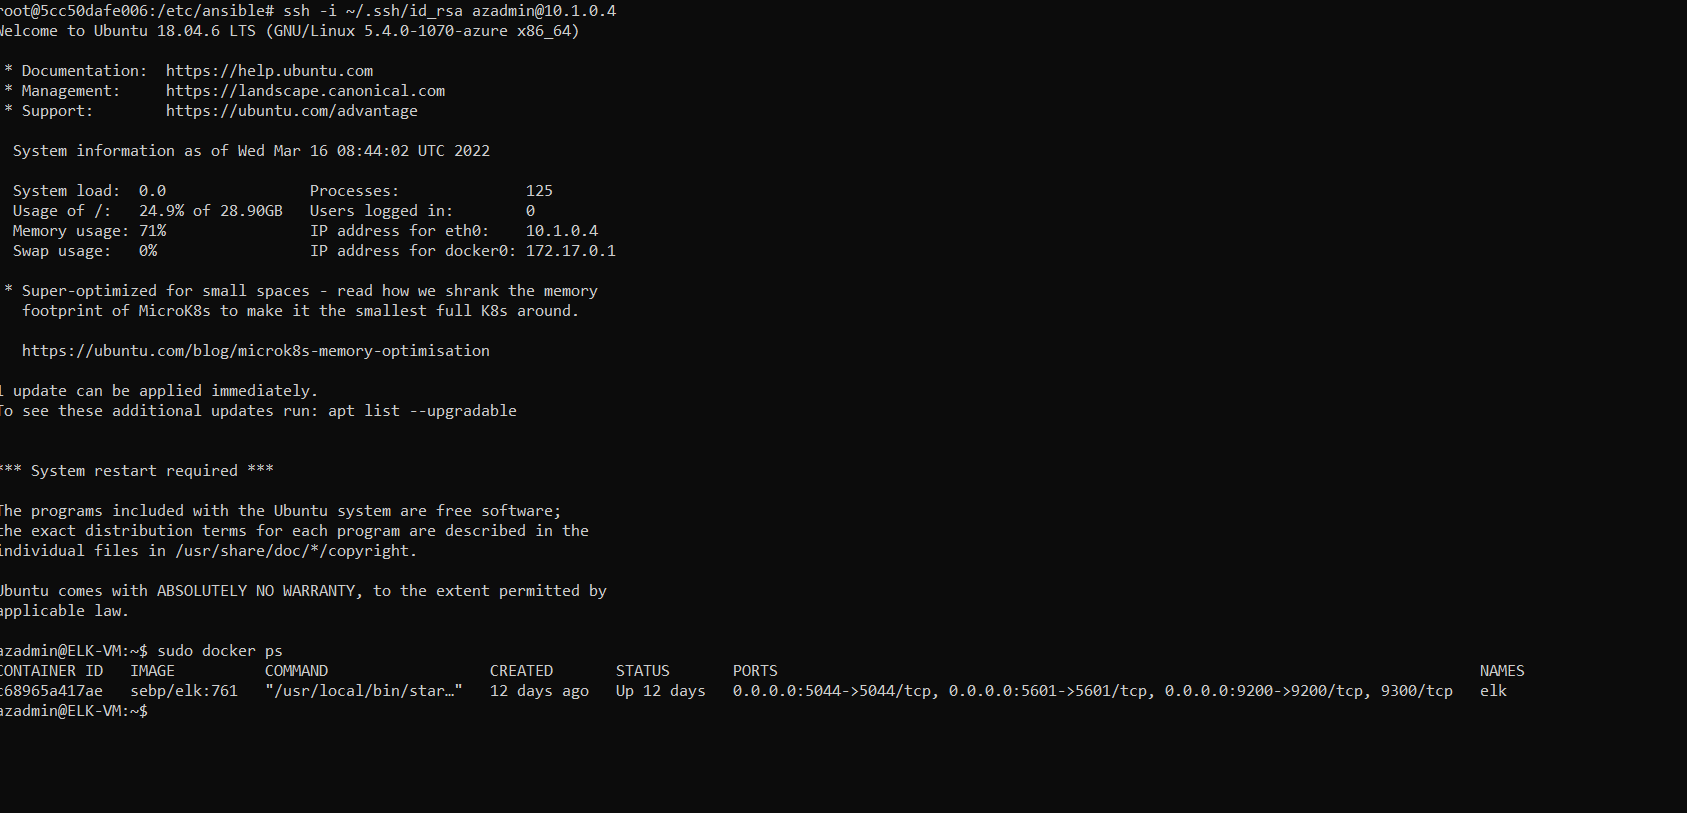 root@5cc50dafe006:/etc/ansible# ssh -i ~/.ssh/id_rsa azadmin@10.1.0.4
Welcome to Ubuntu 18.04.6 LTS (GNU/Linux 5.4.0-1070-azure x86_64)
* Documentation:  https://help.ubuntu.com
* Management:     https://landscape.canonical.com
* Support:        https://ubuntu.com/advantage
System information as of Wed Mar 16 08:44:02 UTC 2022
System load:  0.0                Processes:              125
Usage of /:   24.9% of 28.90GB   Users logged in:        0
Memory usage: 71%                IP address for eth0:    10.1.0.4
Swap usage:   0%                 IP address for docker0: 172.17.0.1
* Super-optimized for small spaces - read how we shrank the memory
footprint of MicroK8s to make it the smallest full K8s around.
https://ubuntu.com/blog/microk8s-memory-optimisation
1 update can be applied immediately.
To see these additional updates run: apt list --upgradable
*** System restart required ***
The programs included with the Ubuntu system are free software;
the exact distribution terms for each program are described in the
individual files in /usr/share/doc/*/copyright.
Ubuntu comes with ABSOLUTELY NO WARRANTY, to the extent permitted by
applicable law.
azadmin@ELK-VM:~$ sudo docker ps
CONTAINER ID   IMAGE          COMMAND                  CREATED       STATUS       PORTS                                                                              NAMES
c68965a417ae   sebp/elk:761   "/usr/local/bin/star…"   12 days ago   Up 12 days   0.0.0.0:5044->5044/tcp, 0.0.0.0:5601->5601/tcp, 0.0.0.0:9200->9200/tcp, 9300/tcp   elk
azadmin@ELK-VM:~$